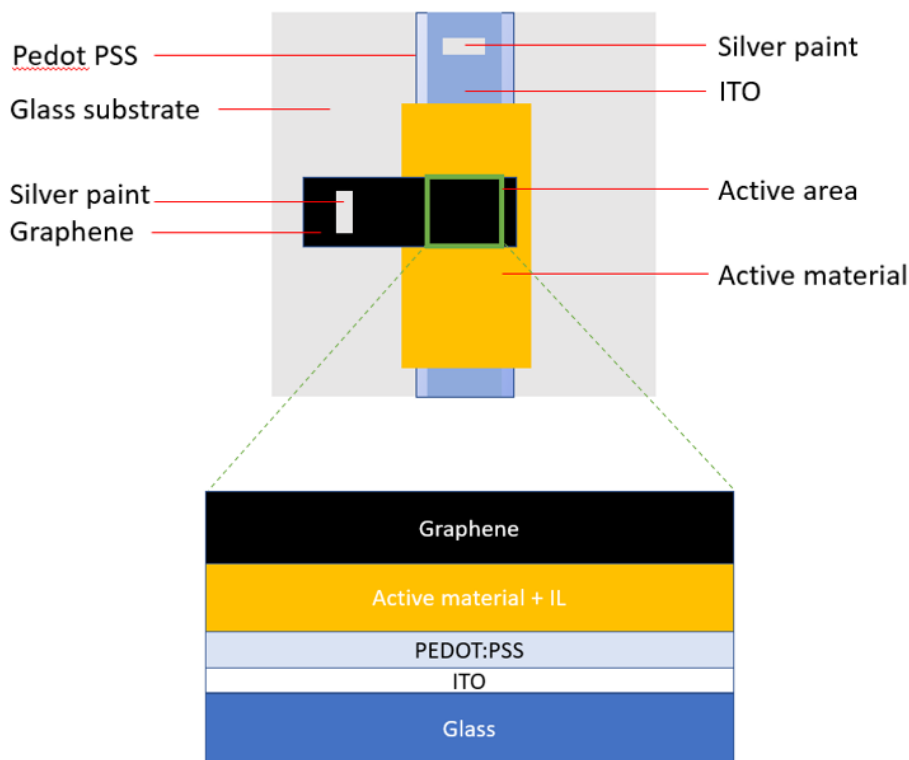 Pedot PSS
Silver paint
Glass substrate
ITO
Silver paint
Active area
Graphene
Active material
Graphene
Active material + IL
PEDOT:PSS
ITO
Glass